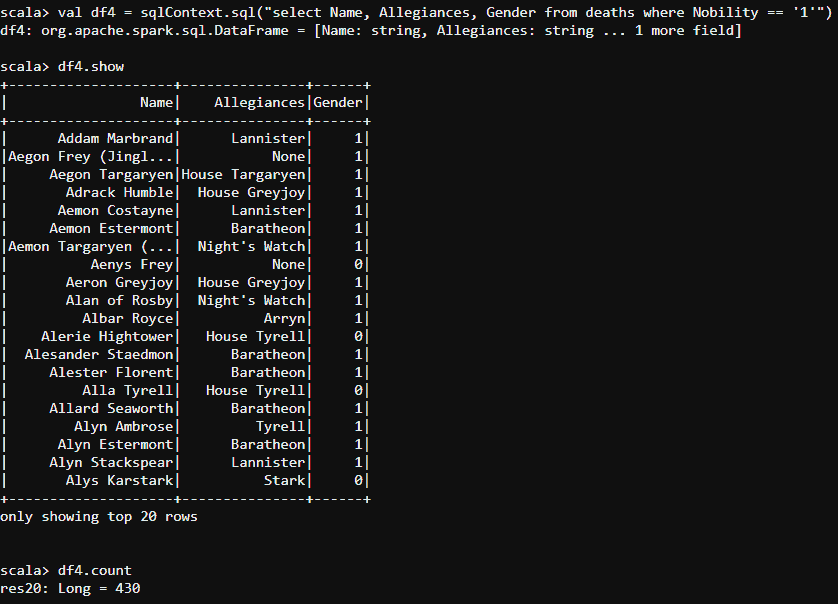 scala> val df4 = sqlContext.sql("select Name, Allegiances, Gender from deaths where Nobility == '1'")
df4: org.apache.spark.sql.DataFrame = [Name: string, Allegiances: string ... 1 more field]
scala> df4.show
+--------------------+---------------+------+
|                Name|    Allegiances|Gender|
+--------------------+---------------+------+
|      Addam Marbrand|      Lannister|     1|
|Aegon Frey (Jingl...|           None|     1|
|     Aegon Targaryen|House Targaryen|     1|
|       Adrack Humble|  House Greyjoy|     1|
|      Aemon Costayne|      Lannister|     1|
|     Aemon Estermont|      Baratheon|     1|
|Aemon Targaryen (...|  Night's Watch|     1|
|          Aenys Frey|           None|     0|
|       Aeron Greyjoy|  House Greyjoy|     1|
|       Alan of Rosby|  Night's Watch|     1|
|         Albar Royce|          Arryn|     1|
|    Alerie Hightower|   House Tyrell|     0|
|  Alesander Staedmon|      Baratheon|     1|
|     Alester Florent|      Baratheon|     1|
|         Alla Tyrell|   House Tyrell|     0|
|     Allard Seaworth|      Baratheon|     1|
|        Alyn Ambrose|         Tyrell|     1|
|      Alyn Estermont|      Baratheon|     1|
|     Alyn Stackspear|      Lannister|     1|
|       Alys Karstark|          Stark|     0|
+--------------------+---------------+------+
only showing top 20 rows
scala> df4.count
res20: Long = 430